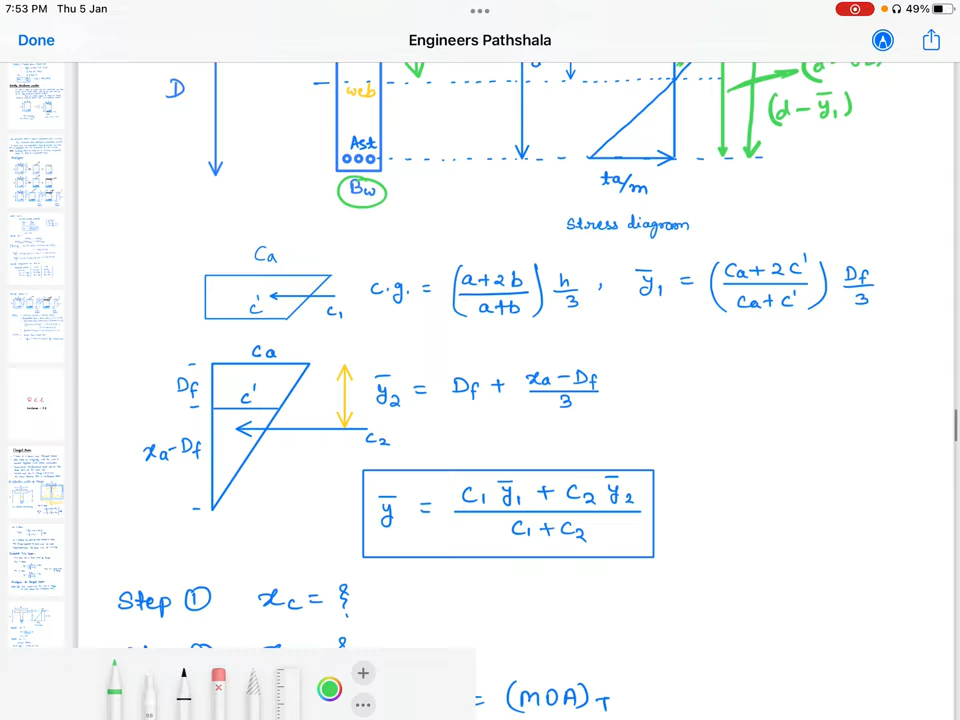 7:53 PM Thu 5 Jan 49%
Done Engineers Pathshala
D
web
(d - ȳ₁)
Ast
Bw
ta/m
Stress diagram
Ca
c'
C₁
c.g. = (a+2b / a+b) h/3 , ȳ₁ = (Ca+2c' / Ca+c') Df/3
Ca
Df
c'
ȳ₂ = Df + xa-Df / 3
xa-Df
C₂
ȳ = C₁ ȳ₁ + C₂ ȳ₂ / C₁ + C₂
Step ① xc = ?
= (MOA)T